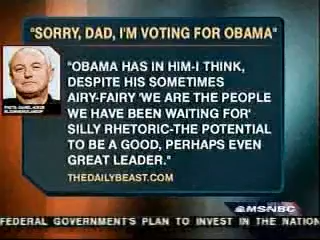 "SORRY, DAD, I'M VOTING FOR OBAMA"
"OBAMA HAS IN HIM-I THINK,
DESPITE HIS SOMETIMES
AIRY-FAIRY 'WE ARE THE PEOPLE
WE HAVE BEEN WAITING FOR'
SILLY RHETORIC-THE POTENTIAL
TO BE A GOOD, PERHAPS EVEN
GREAT LEADER."
THEDAILYBEAST.COM
MSNBC
FEDERAL GOVERNMENT'S PLAN TO INVEST IN THE NATION